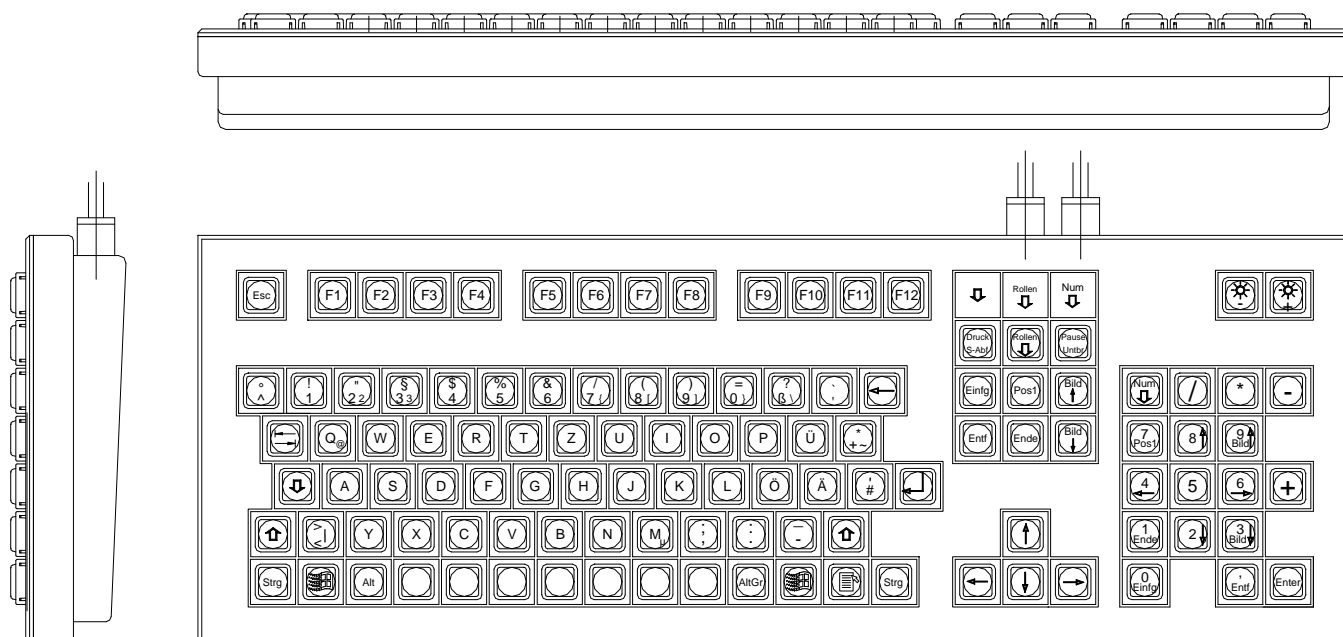 Esc F1 F2 F3 F4 F5 F6 F7 F8 F9 F10 F11 F12 Rollen Num - +
Druck S-Abf Rollen Pause Untbr
° ^ ! 1 " 2 2 § 3 3 $ 4 % 5 & 6 / 7 { ( 8 [ ) 9 ] = 0 } ? ß \ ` ' Einfg Pos1 Bild Num / * -
Q @ W E R T Z U I O P Ü * + ~ Entf Ende Bild 7 Pos1 8 9 Bild
A S D F G H J K L Ö Ä ' # 4 5 6 +
> < | Y X C V B N M µ ; , : . _ - 1 Ende 2 3 Bild
Strg Alt AltGr Strg 0 Einfg , Entf Enter